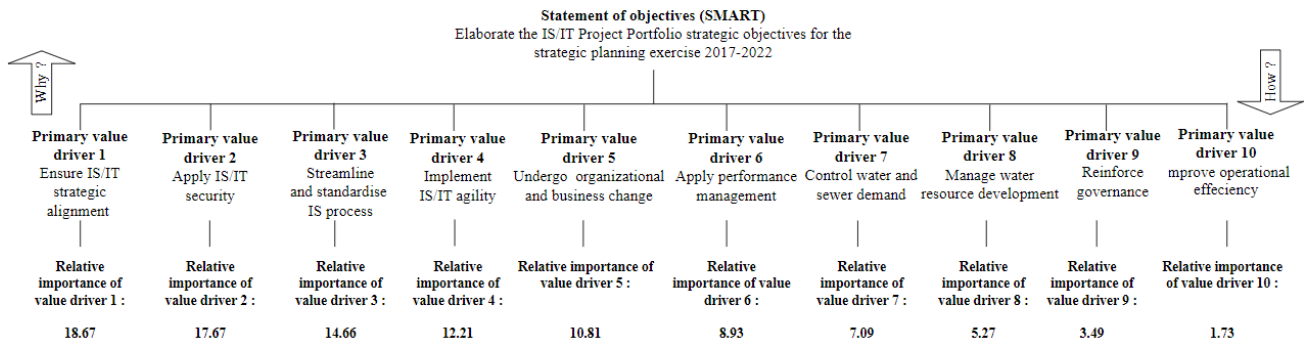 Statement of objectives (SMART)
Elaborate the IS/IT Project Portfolio strategic objectives for the
strategic planning exercise 2017-2022
Why ?
How ?
Primary value
driver 1
Ensure IS/IT
strategic
alignment
Primary value
driver 2
Apply IS/IT
security
Primary value
driver 3
Streamline
and standardise
IS process
Primary value
driver 4
Implement
IS/IT agility
Primary value
driver 5
Undergo organizational
and business change
Primary value
driver 6
Apply performance
management
Primary value
driver 7
Control water and
sewer demand
Primary value
driver 8
Manage water
resource development
Primary value
driver 9
Reinforce
governance
Primary value
driver 10
mprove operational
effeciency
Relative
importance of
value driver 1 :
18.67
Relative
importance of
value driver 2 :
17.67
Relative
importance of
value driver 3 :
14.66
Relative
importance of
value driver 4 :
12.21
Relative importance of
value driver 5 :
10.81
Relative
importance of value
driver 6 :
8.93
Relative
importance of
value driver 7 :
7.09
Relative
importance of
value driver 8 :
5.27
Relative
importance of
value driver 9 :
3.49
Relative importance
of value driver 10 :
1.73